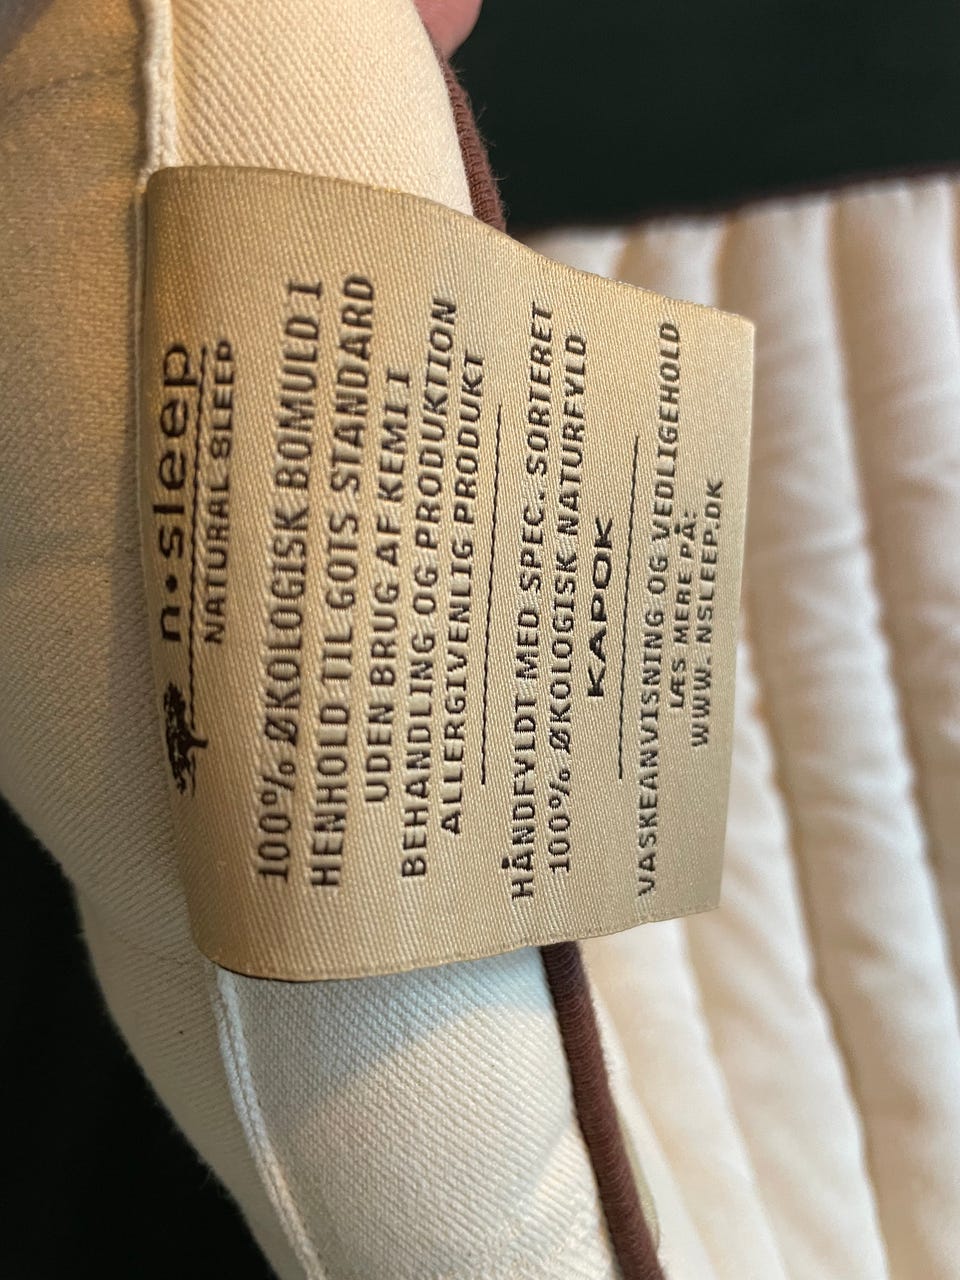 n·sleep
NATURAL SLEEP
100% ØKOLOGISK BOMULD I
HENHOLD TIL GOTS STANDARD
UDEN BRUG AF KEMI I
BEHANDLING OG PRODUKTION
ALLERGIVENLIG PRODUKT
HÅNDFYLDT MED SPEC. SORTERET
100% ØKOLOGISK NATURFYLD
KAPOK
VASKEANVISNING OG VEDLIGEHOLD
LÆS MERE PÅ:
WWW. NSLEEP.DK